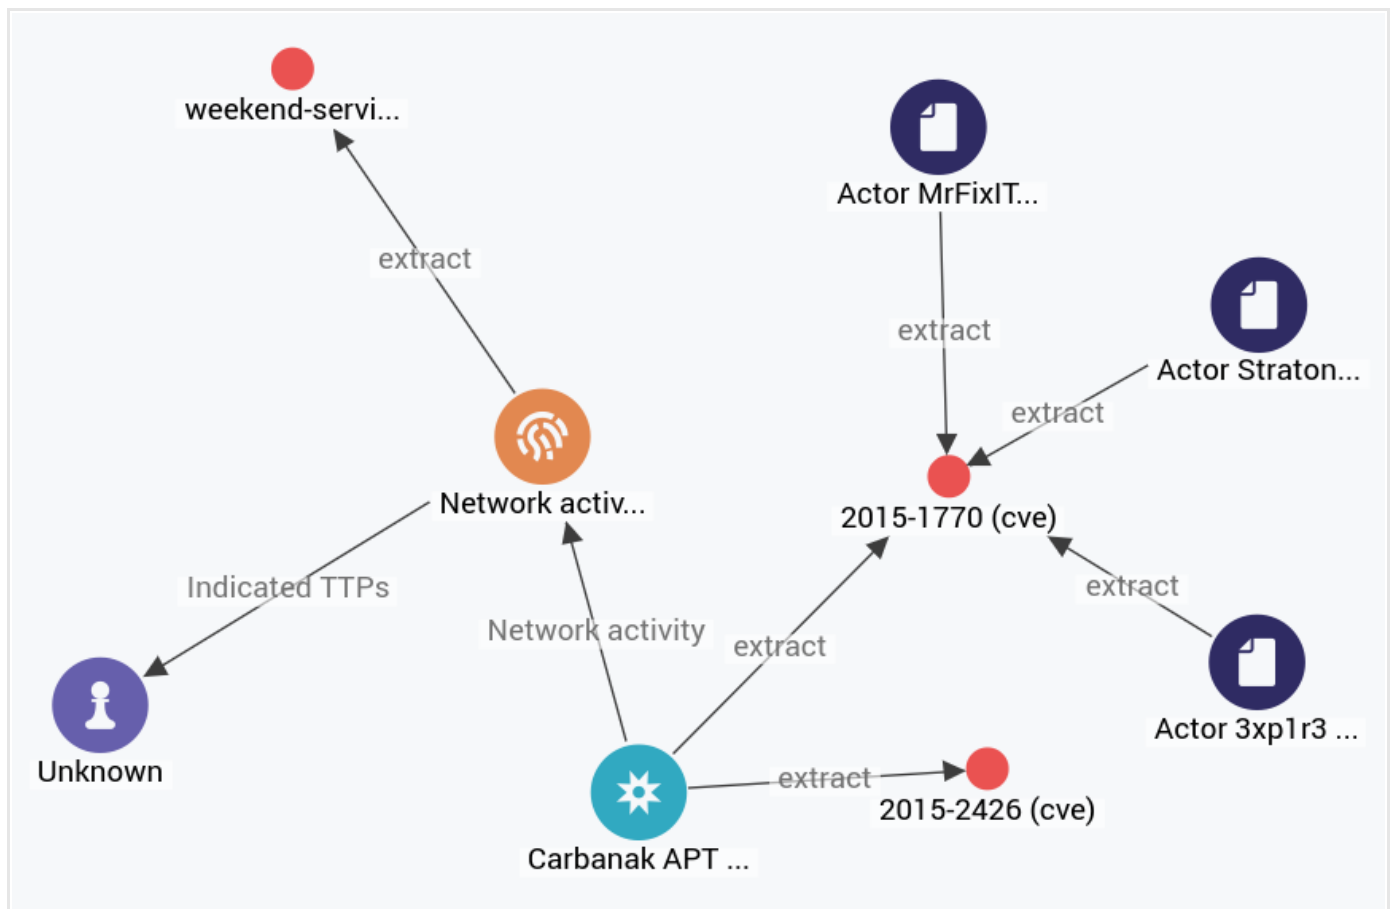 weekend-servi...
Actor MrFixIT...
extract
extract
Actor Straton...
extract
Network activ...
2015-1770 (cve)
Indicated TTPs
extract
Network activity
extract
Actor 3xp1r3 ...
Unknown
extract
2015-2426 (cve)
Carbanak APT ...